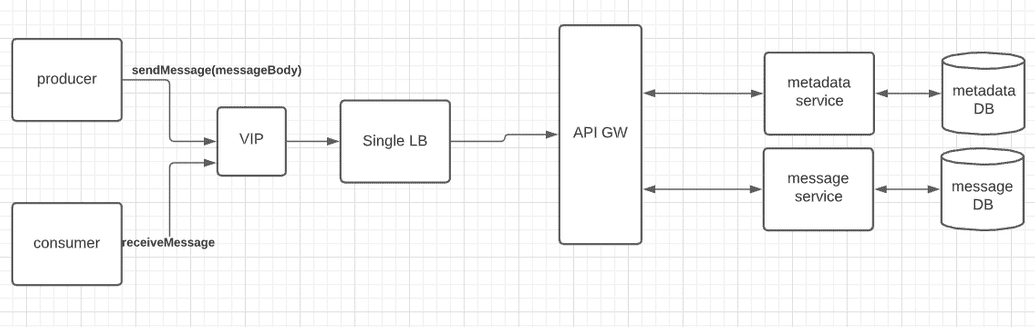 producer
sendMessage(messageBody)
VIP
Single LB
API GW
metadata
service
metadata
DB
message
service
message
DB
consumer
receiveMessage